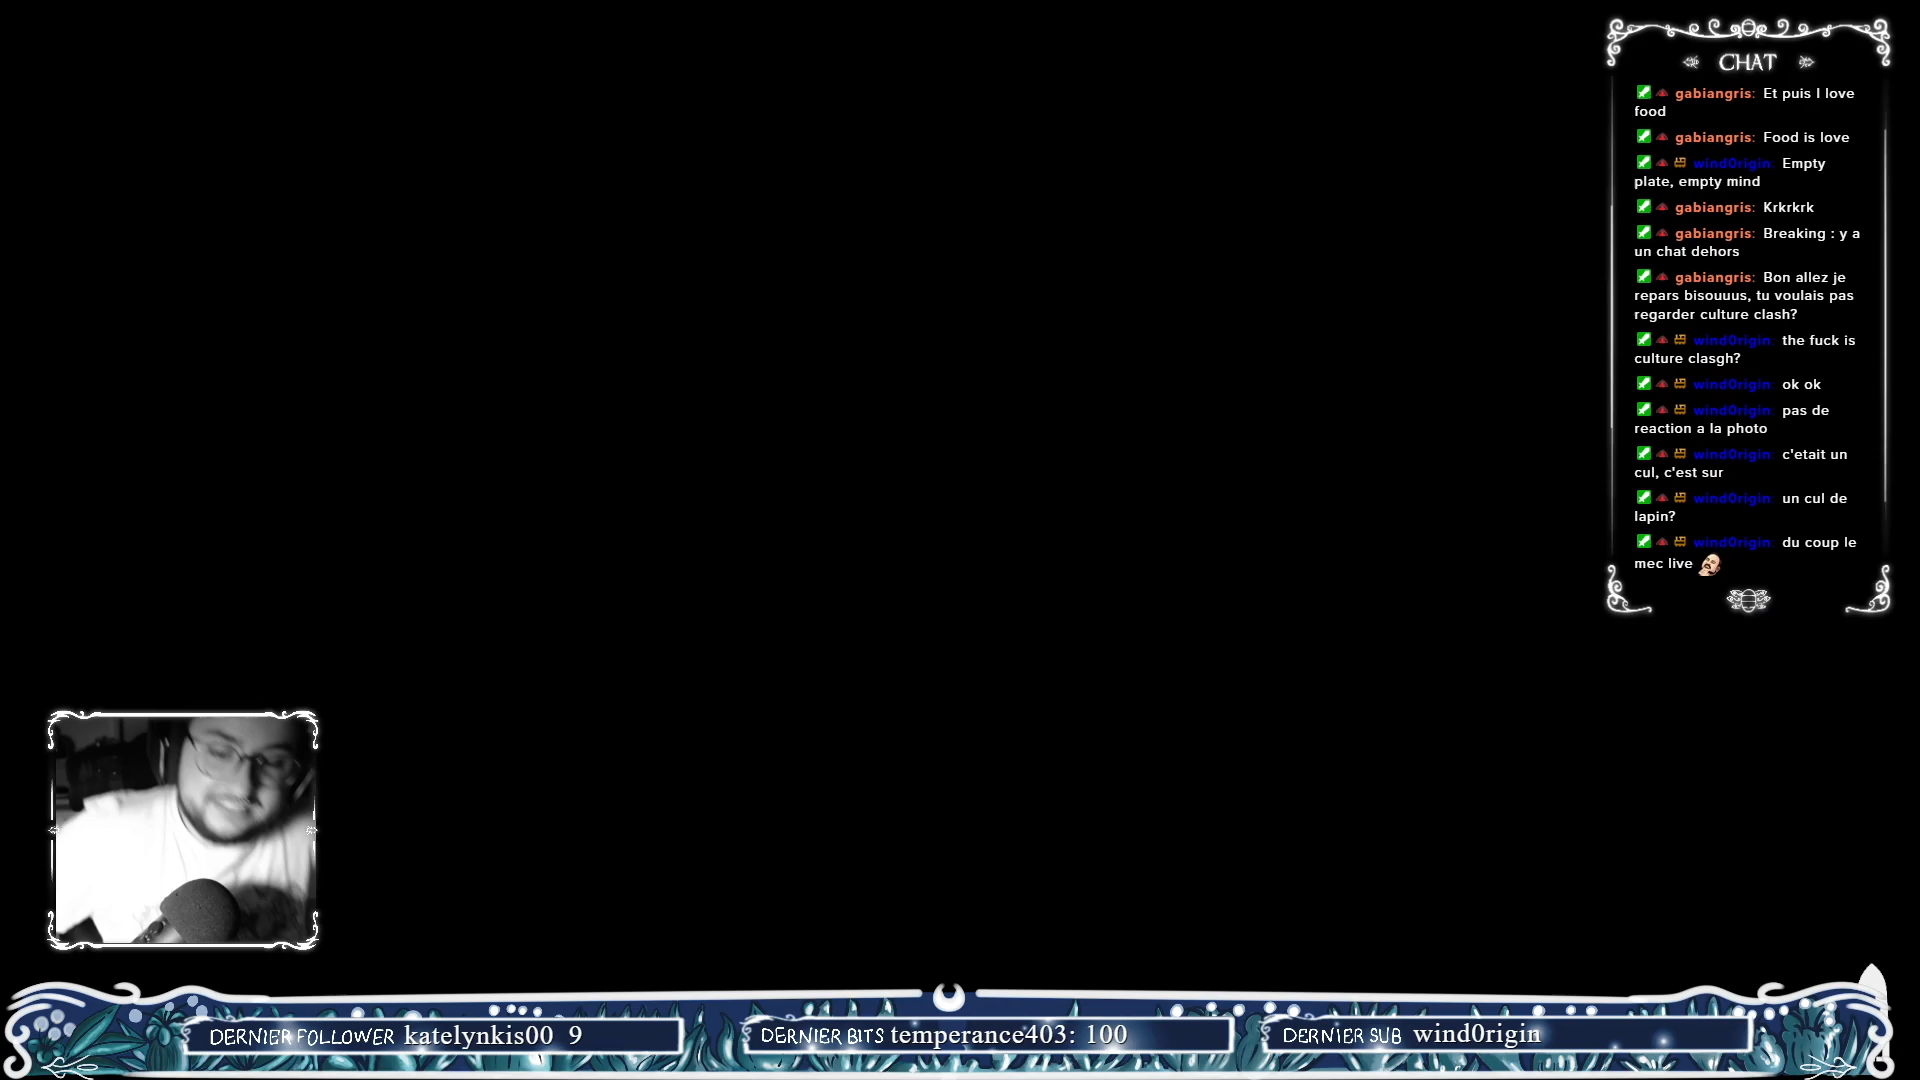 CHAT
gabiangris: Et puis I love
food
gabiangris: Food is love
wind0rigin: Empty
plate, empty mind
gabiangris: Krkrkrk
gabiangris: Breaking : y a
un chat dehors
gabiangris: Bon allez je
repars bisouuus, tu voulais pas
regarder culture clash?
wind0rigin: the fuck is
culture clasgh?
wind0rigin: ok ok
wind0rigin: pas de
reaction a la photo
wind0rigin: c'etait un
cul, c'est sur
wind0rigin: un cul de
lapin?
wind0rigin: du coup le
mec live
DERNIER FOLLOWER katelynkis00_9
DERNIER BITS temperance403: 100
DERNIER SUB wind0rigin